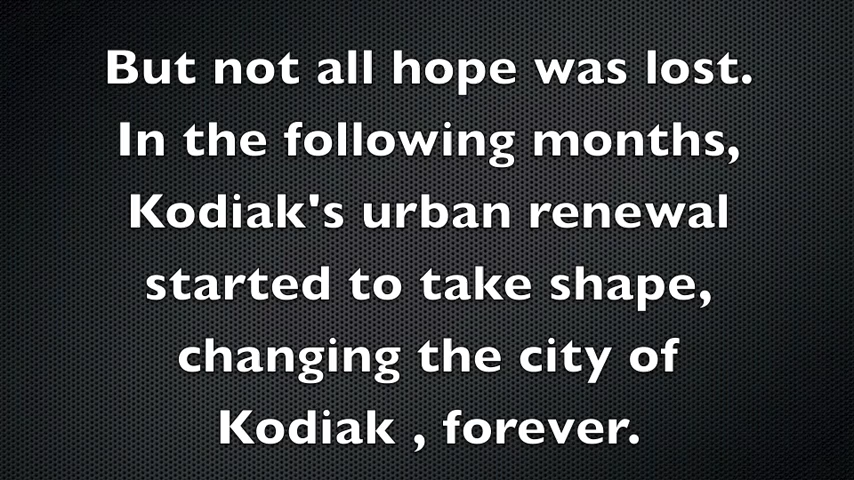 But not all hope was lost.
In the following months,
Kodiak's urban renewal
started to take shape,
changing the city of
Kodiak , forever.